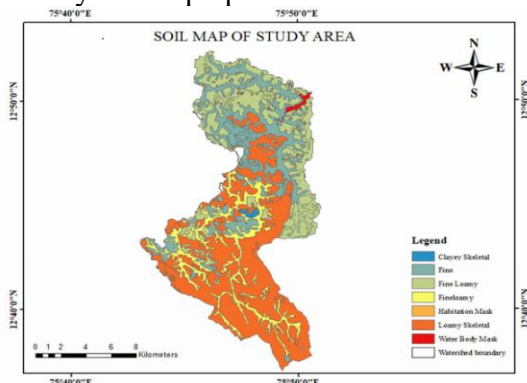 75°40'0"E 75°50'0"E
SOIL MAP OF STUDY AREA
N
W E
S
12°50'0"N 12°50'0"N
Legend
Clayey Skeletal
Fine
Fine Loamy
Fineloamy
Habitation Mask
Loamy Skeletal
Water Body Mask
Watershed boundary
12°40'0"N 12°40'0"N
0 1 2 4 6 8
Kilometers
75°40'0"E 75°50'0"E